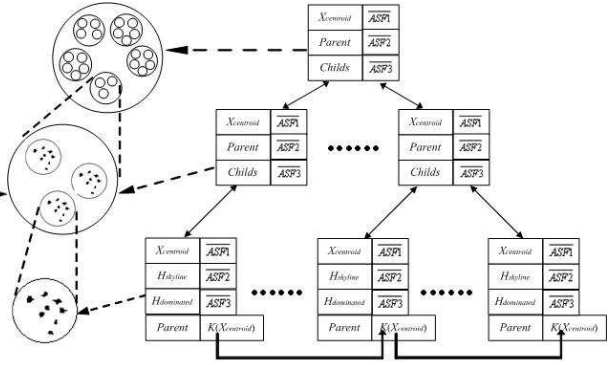 Xcentroid ASF1
Parent ASF2
Childs ASF3
Xcentroid ASF1 Xcentroid ASF1
Parent ASF2 Parent ASF2
Childs ASF3 Childs ASF3
Xcentroid ASF1 Xcentroid ASF1 Xcentroid ASF1
Hskyline ASF2 Hskyline ASF2 Hskyline ASF2
Hdominated ASF3 Hdominated ASF3 Hdominated ASF3
Parent K(Xcentroid) Parent K(Xcentroid) Parent K(Xcentroid)